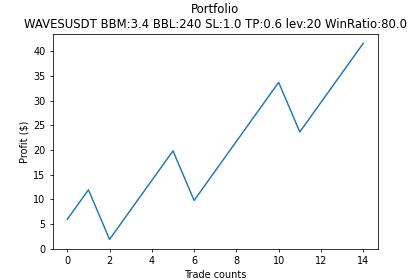 Portfolio
WAVESUSDT BBM:3.4 BBL:240 SL:1.0 TP:0.6 lev:20 WinRatio:80.0
40
35
30
25
20
15
10
5
0
Profit ($)
0 2 4 6 8 10 12 14
Trade counts